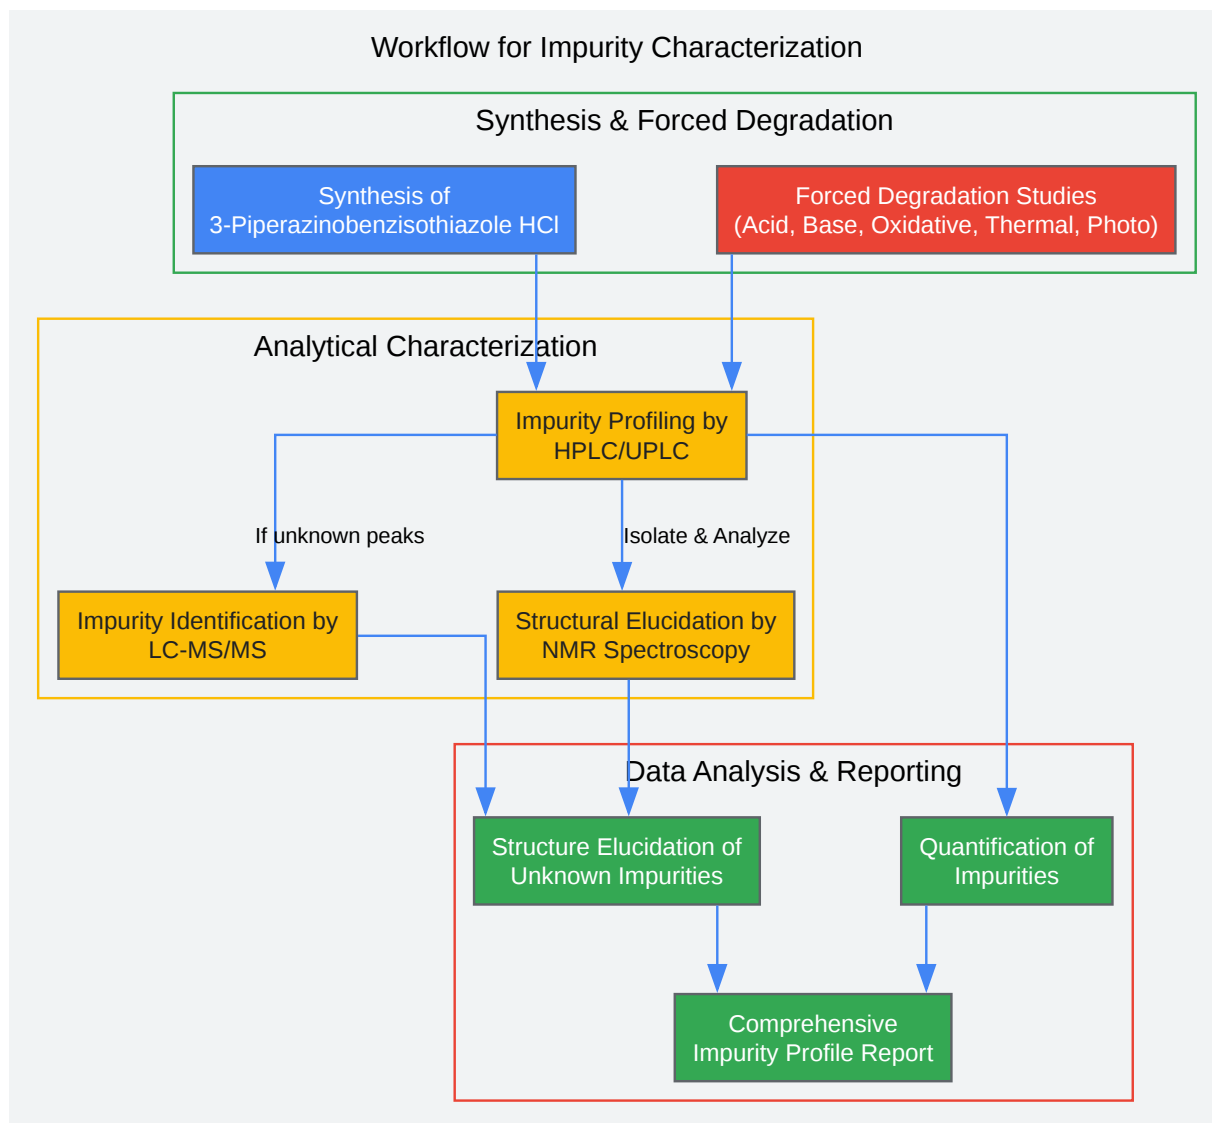 Workflow for Impurity Characterization
Synthesis & Forced Degradation
Synthesis of
3-Piperazinobenzisothiazole HCl
Forced Degradation Studies
(Acid, Base, Oxidative, Thermal, Photo)
Analytical Characterization
Impurity Profiling by
HPLC/UPLC
If unknown peaks
Isolate & Analyze
Impurity Identification by
LC-MS/MS
Structural Elucidation by
NMR Spectroscopy
Data Analysis & Reporting
Structure Elucidation of
Unknown Impurities
Quantification of
Impurities
Comprehensive
Impurity Profile Report